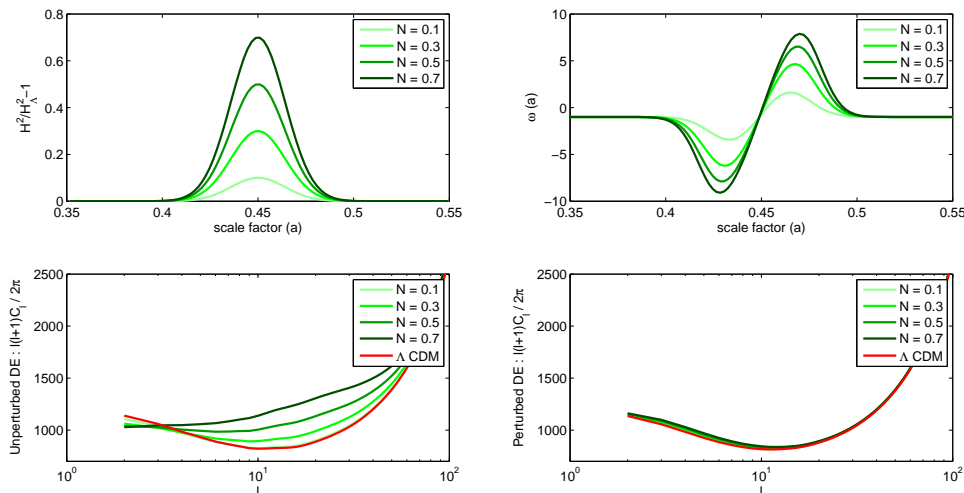 0.8
0.6
0.4
0.2
0
0.35
0.4
0.45
0.5
0.55
scale factor (a)
H²/H²_Λ−1
N = 0.1
N = 0.3
N = 0.5
N = 0.7
10
5
0
−5
−10
0.35
0.4
0.45
0.5
0.55
scale factor (a)
ω (a)
N = 0.1
N = 0.3
N = 0.5
N = 0.7
2500
2000
1500
1000
10⁰
10¹
10²
l
Unperturbed DE : l(l+1)C_l / 2π
N = 0.1
N = 0.3
N = 0.5
N = 0.7
Λ CDM
2500
2000
1500
1000
10⁰
10¹
10²
l
Perturbed DE : l(l+1)C_l / 2π
N = 0.1
N = 0.3
N = 0.5
N = 0.7
Λ CDM